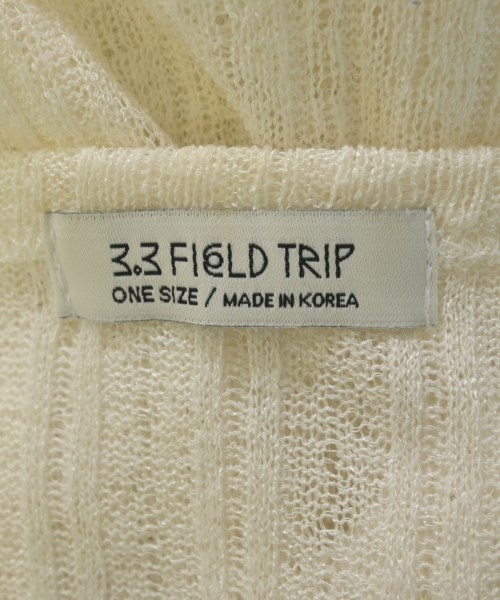 3.3 FIELD TRIP
ONE SIZE / MADE IN KOREA